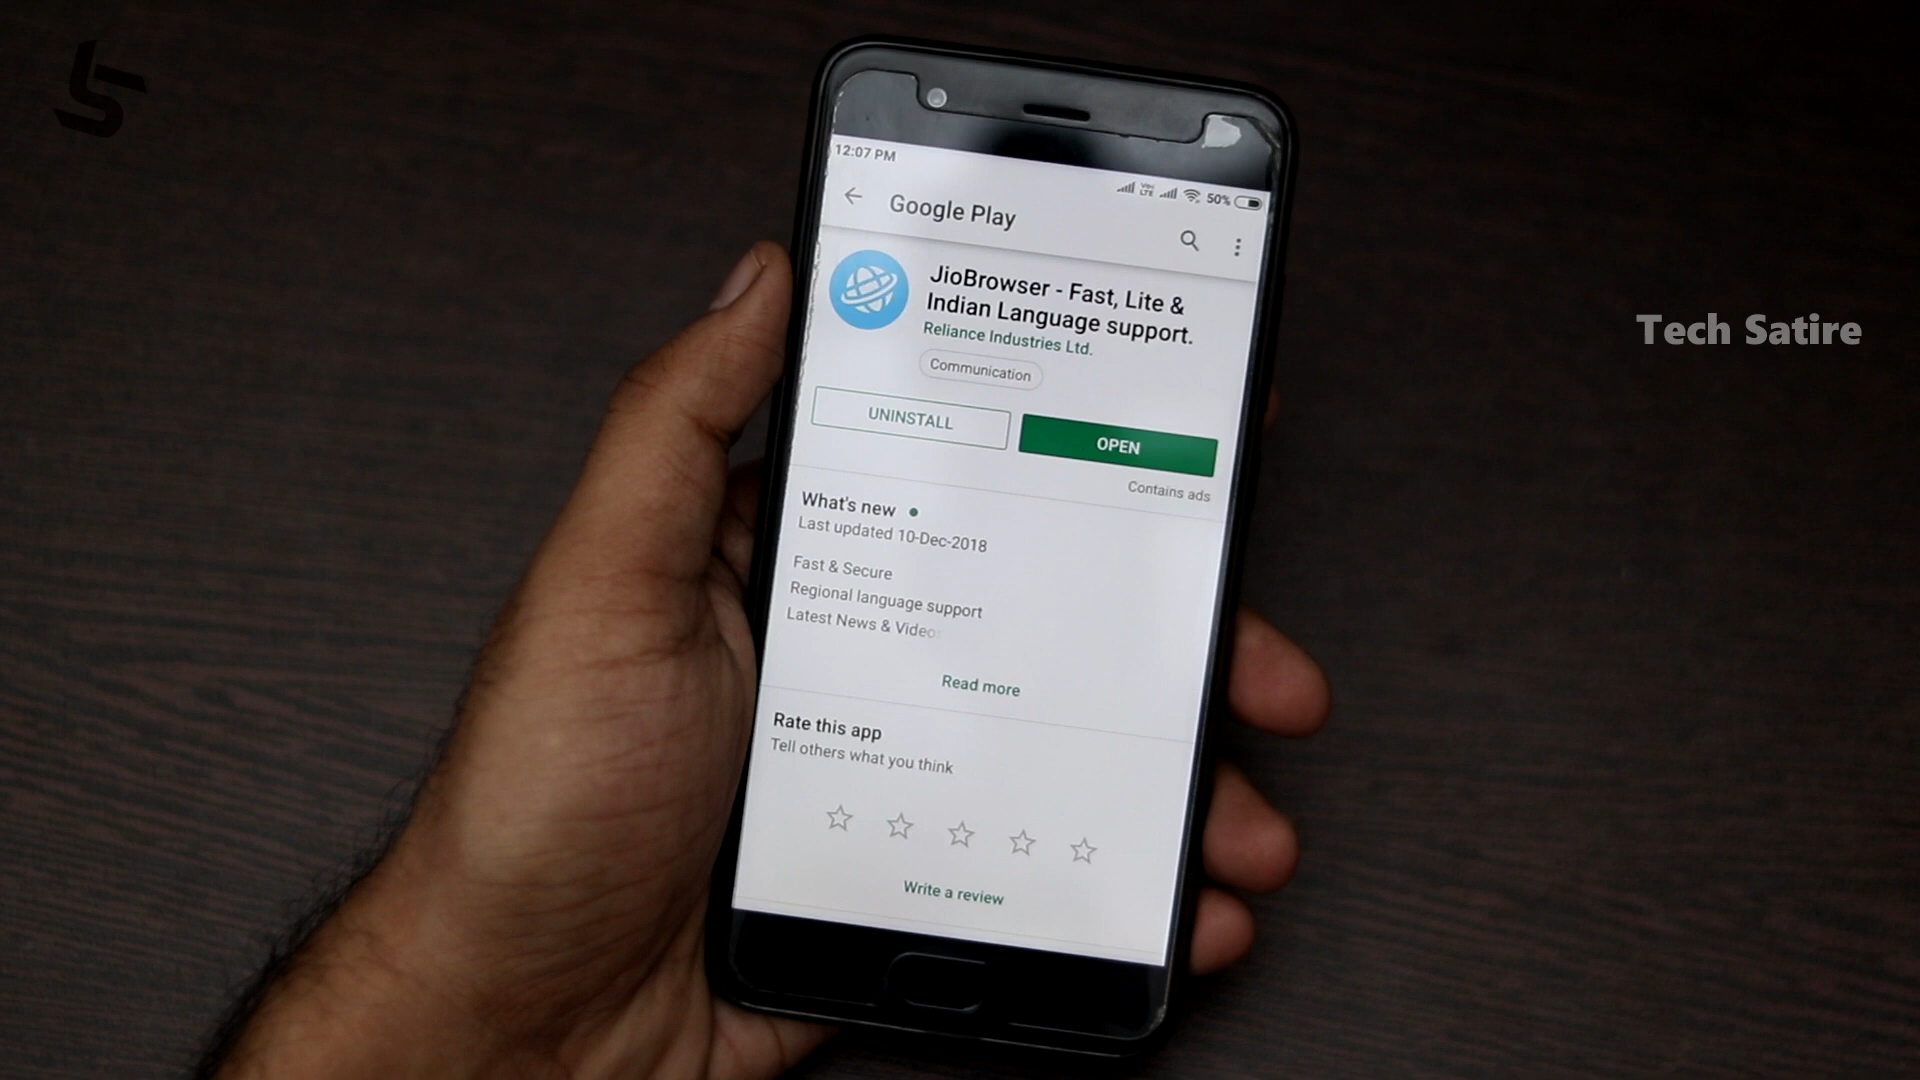 12:07 PM
Vo))
LTE
50%
Google Play
JioBrowser - Fast, Lite &
Indian Language support.
Reliance Industries Ltd.
Communication
UNINSTALL
OPEN
Contains ads
What's new
Last updated 10-Dec-2018
Fast & Secure
Regional language support
Latest News & Videos
Read more
Rate this app
Tell others what you think
Write a review
Tech Satire